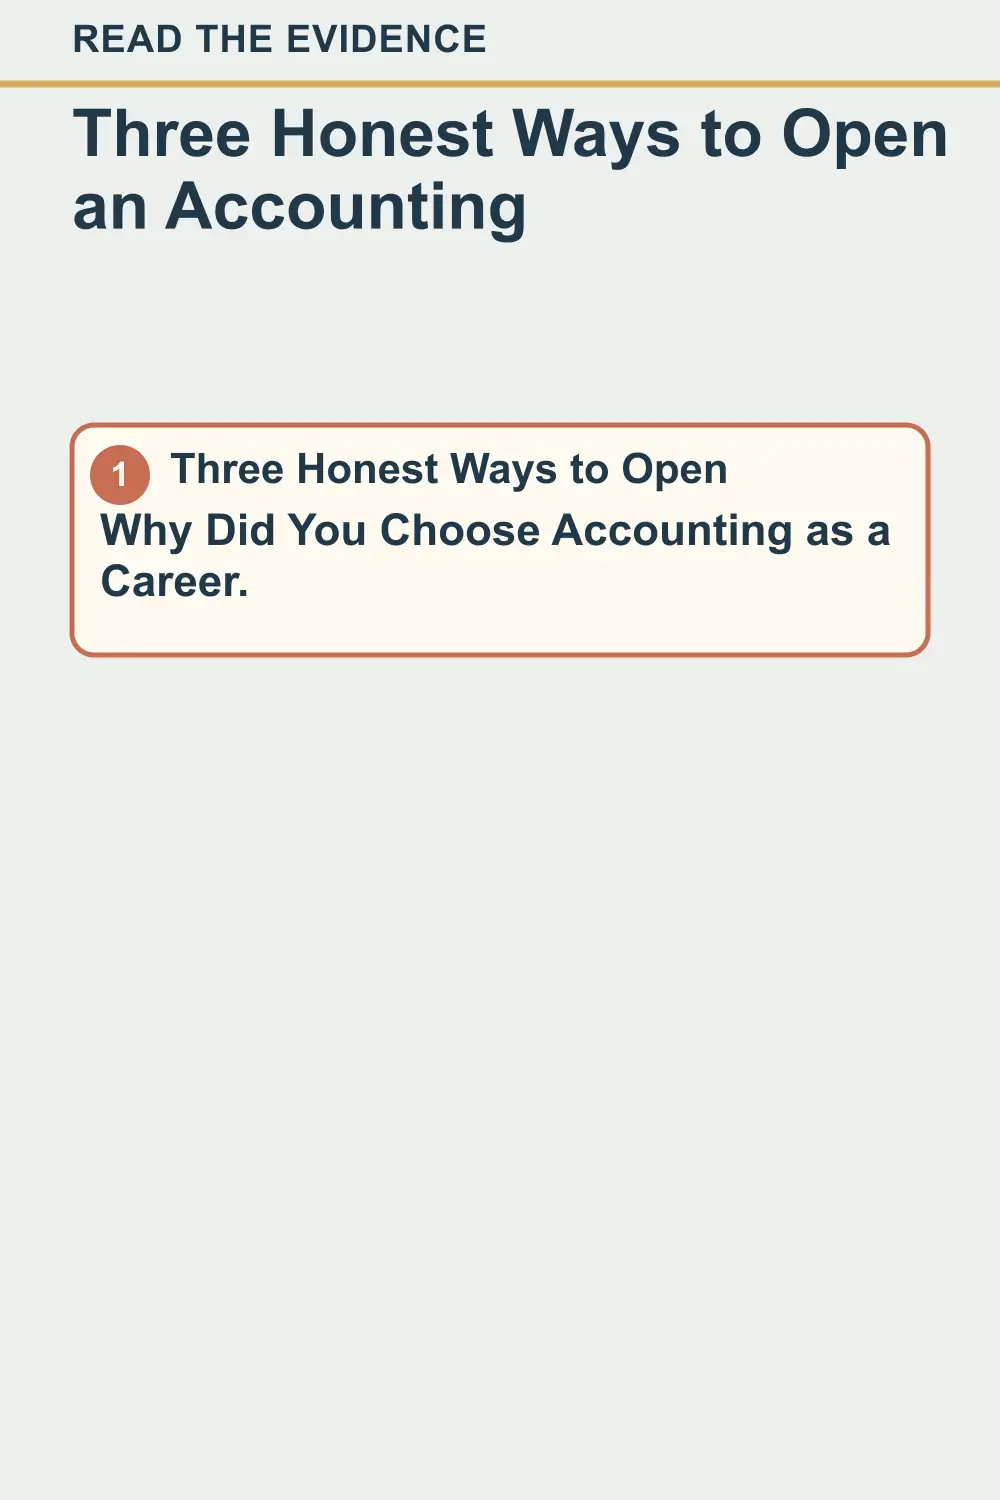 READ THE EVIDENCE
Three Honest Ways to Open
an Accounting
1 Three Honest Ways to Open
Why Did You Choose Accounting as a
Career.